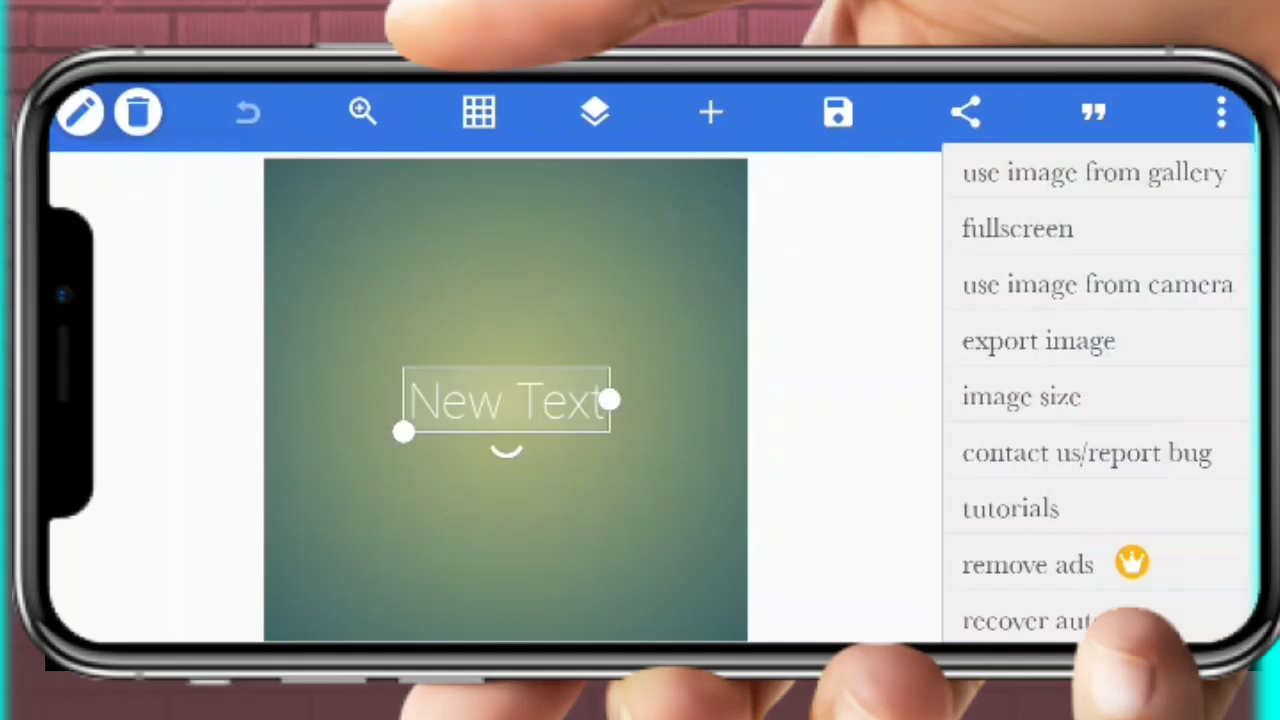 New Text
use image from gallery
fullscreen
use image from camera
export image
image size
contact us/report bug
tutorials
remove ads
recover